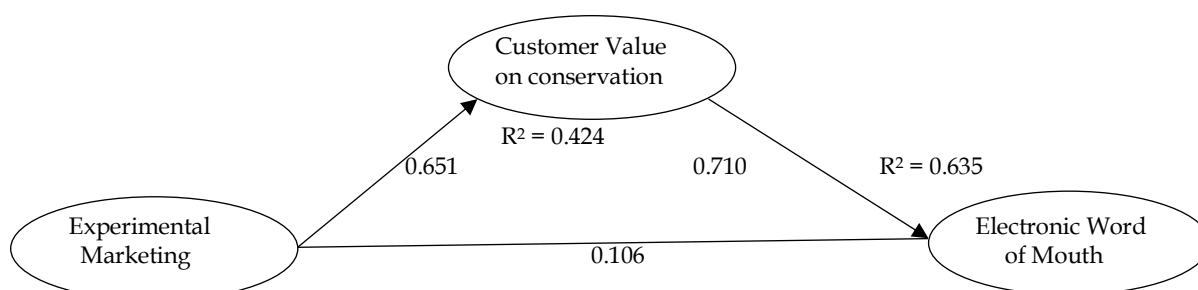 Customer Value
on conservation
R² = 0.424
0.651
0.710
R² = 0.635
Experimental
Marketing
0.106
Electronic Word
of Mouth